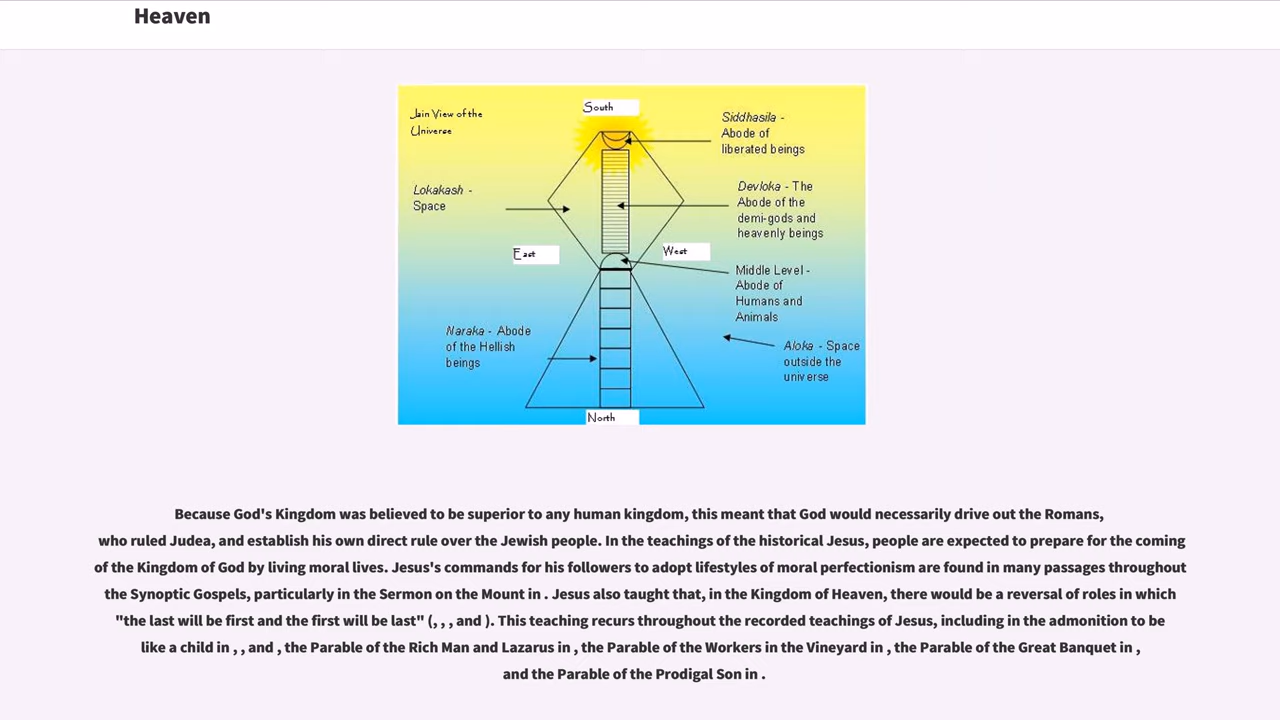 Heaven
Jain View of the
Universe
South
Siddhasila -
Abode of
liberated beings
Lokakash -
Space
Devloka - The
Abode of the
demi-gods and
heavenly beings
East
West
Middle Level -
Abode of
Humans and
Animals
Naraka - Abode
of the Hellish
beings
Aloka - Space
outside the
universe
North
Because God's Kingdom was believed to be superior to any human kingdom, this meant that God would necessarily drive out the Romans,
who ruled Judea, and establish his own direct rule over the Jewish people. In the teachings of the historical Jesus, people are expected to prepare for the coming
of the Kingdom of God by living moral lives. Jesus's commands for his followers to adopt lifestyles of moral perfectionism are found in many passages throughout
the Synoptic Gospels, particularly in the Sermon on the Mount in . Jesus also taught that, in the Kingdom of Heaven, there would be a reversal of roles in which
"the last will be first and the first will be last" (, , , and ). This teaching recurs throughout the recorded teachings of Jesus, including in the admonition to be
like a child in , , and , the Parable of the Rich Man and Lazarus in , the Parable of the Workers in the Vineyard in , the Parable of the Great Banquet in ,
and the Parable of the Prodigal Son in .